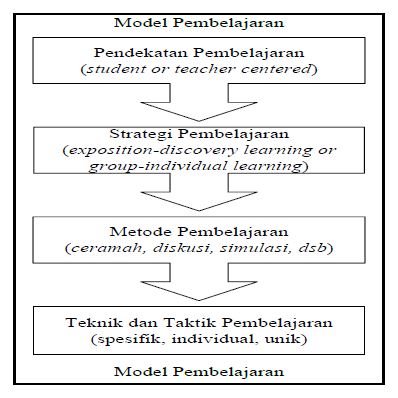 Model Pembelajaran
Pendekatan Pembelajaran
(student or teacher centered)
Strategi Pembelajaran
(exposition-discovery learning or
group-individual learning)
Metode Pembelajaran
(ceramah, diskusi, simulasi, dsb)
Teknik dan Taktik Pembelajaran
(spesifik, individual, unik)
Model Pembelajaran